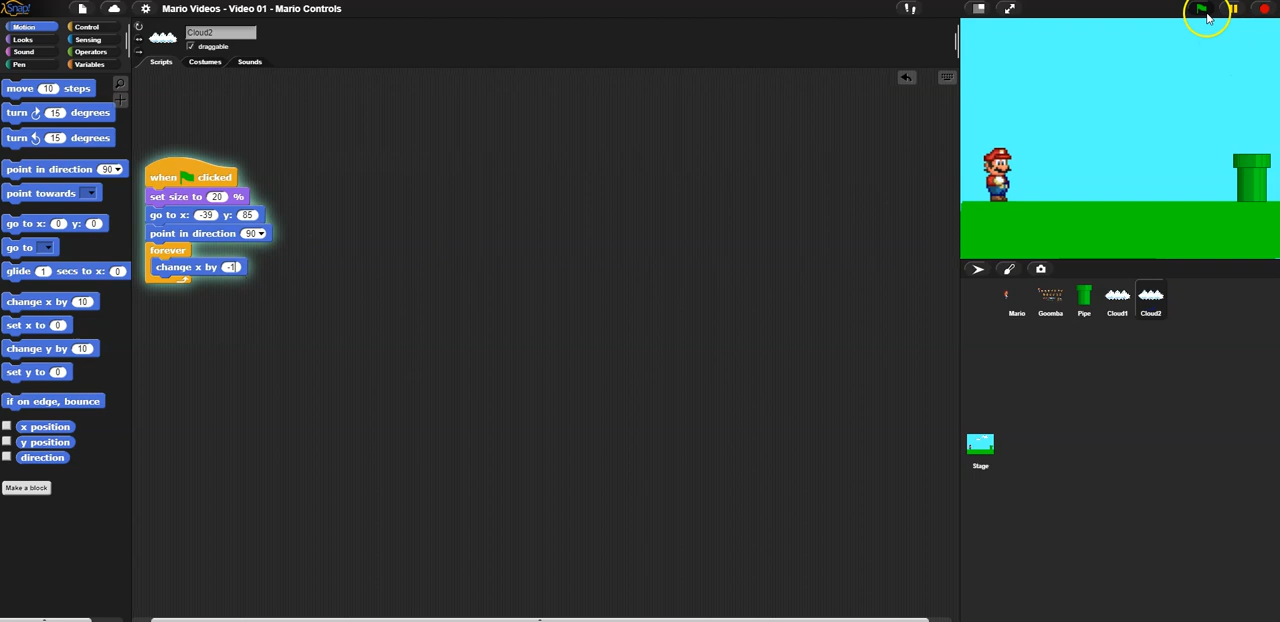 Snap!
Mario Videos - Video 01 - Mario Controls
Motion
Control
Looks
Sensing
Sound
Operators
Pen
Variables
Cloud2
draggable
Scripts
Costumes
Sounds
move 10 steps
turn 15 degrees
turn 15 degrees
point in direction 90
point towards
go to x: 0 y: 0
go to
glide 1 secs to x: 0
change x by 10
set x to 0
change y by 10
set y to 0
if on edge, bounce
x position
y position
direction
Make a block
when clicked
set size to 20 %
go to x: -39 y: 85
point in direction 90
forever
change x by -1
Mario
Goomba
Pipe
Cloud1
Cloud2
Stage